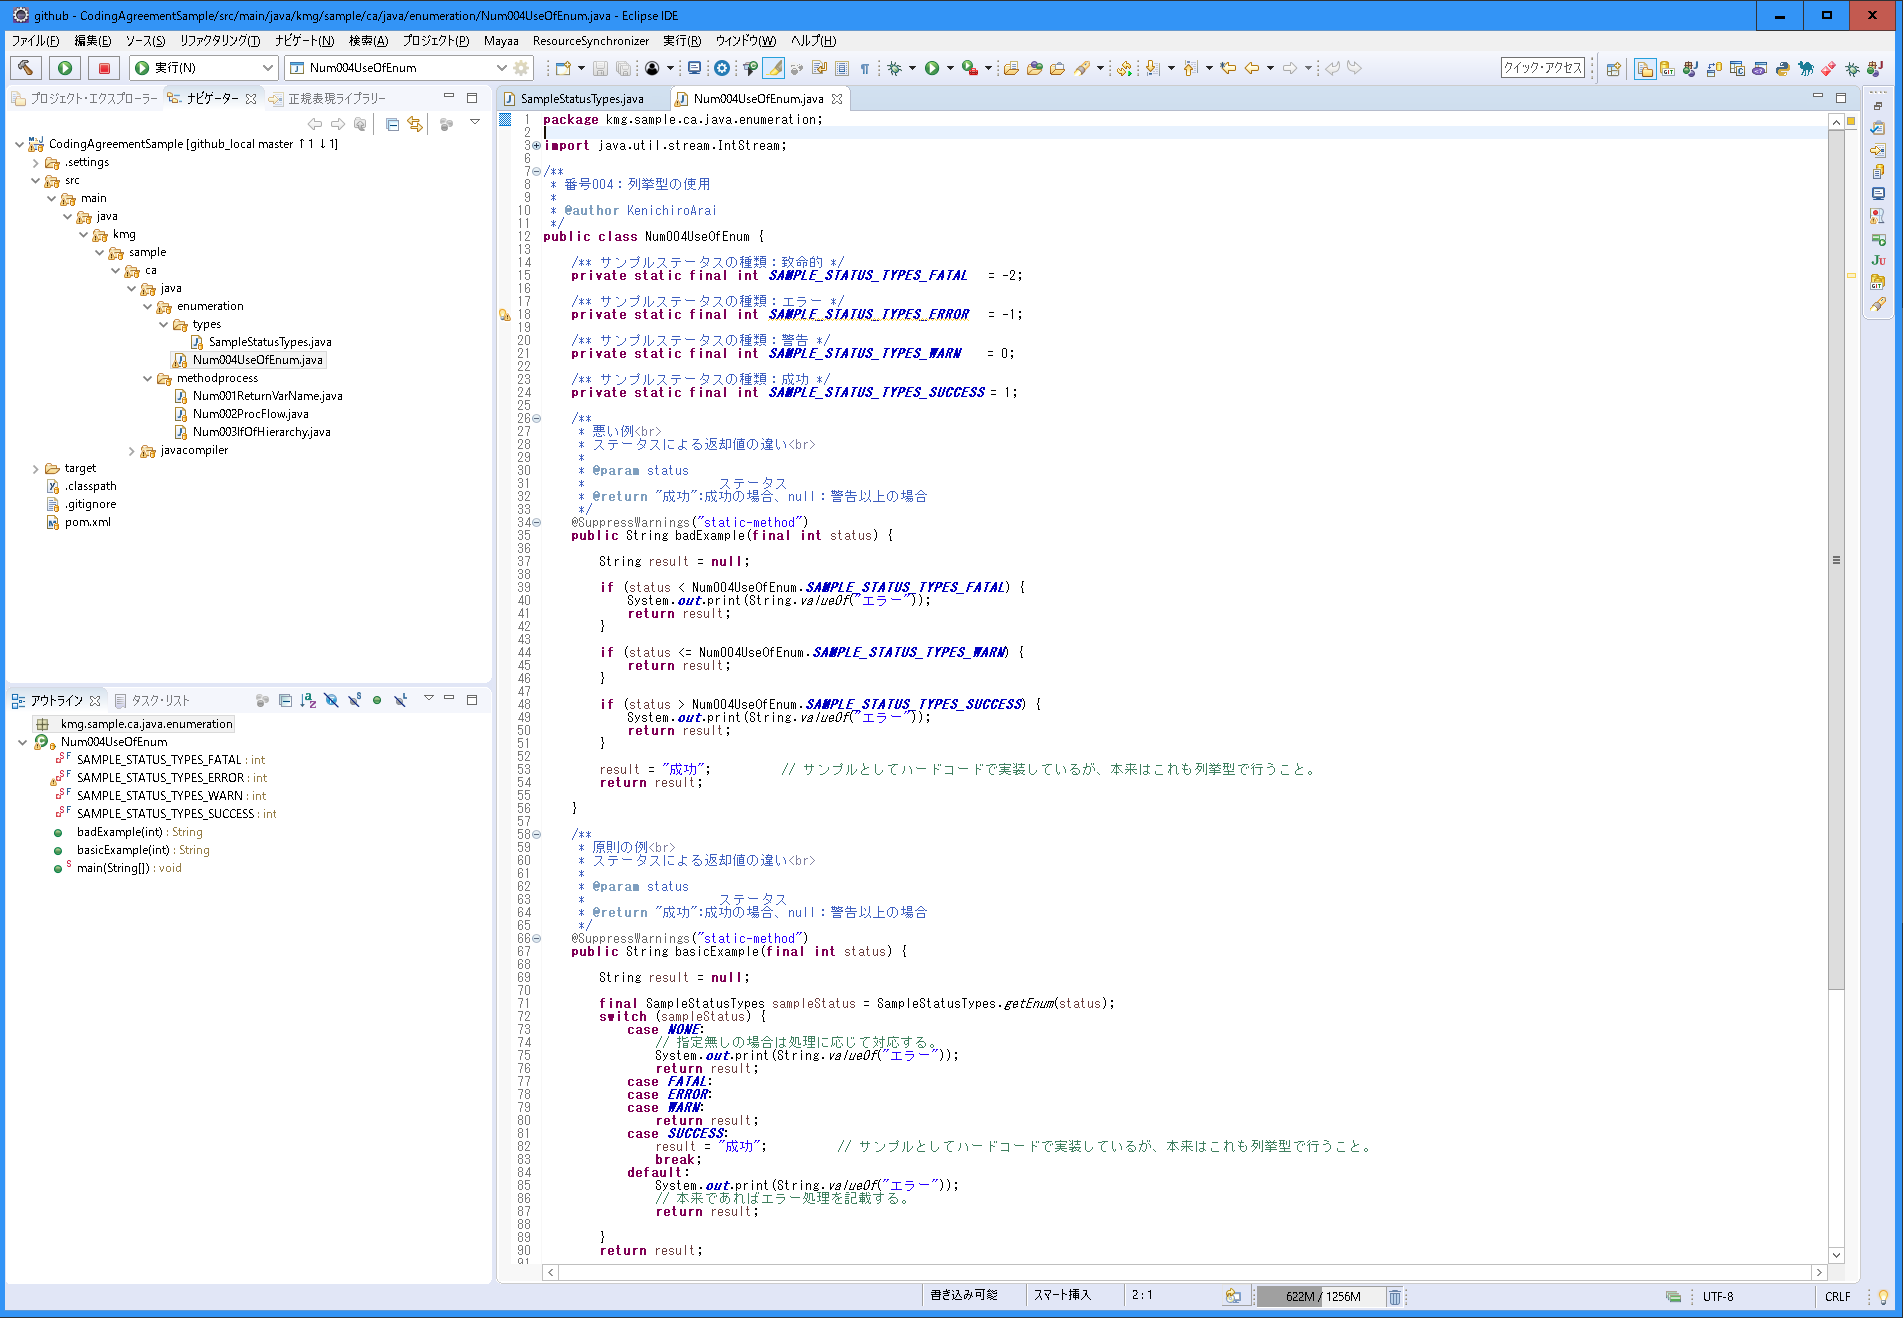 github - CodingAgreementSample/src/main/java/kmg/sample/ca/java/enumeration/Num004UseOfEnum.java - Eclipse IDE
ファイル(F) 編集(E) ソース(S) リファクタリング(T) ナビゲート(N) 検索(A) プロジェクト(P) Mayaa ResourceSynchronizer 実行(R) ウィンドウ(W) ヘルプ(H)
実行(N) Num004UseOfEnum クイック・アクセス
プロジェクト・エクスプローラー ナビゲーター 正規表現ライブラリー
CodingAgreementSample [github_local master ↑1 ↓1]
.settings
src
main
java
kmg
sample
ca
java
enumeration
types
SampleStatusTypes.java
Num004UseOfEnum.java
methodprocess
Num001ReturnVarName.java
Num002ProcFlow.java
Num003IfOfHierarchy.java
javacompiler
target
.classpath
.gitignore
pom.xml
アウトライン タスク・リスト
kmg.sample.ca.java.enumeration
Num004UseOfEnum
SAMPLE_STATUS_TYPES_FATAL : int
SAMPLE_STATUS_TYPES_ERROR : int
SAMPLE_STATUS_TYPES_WARN : int
SAMPLE_STATUS_TYPES_SUCCESS : int
badExample(int) : String
basicExample(int) : String
main(String[]) : void
SampleStatusTypes.java Num004UseOfEnum.java
1 package kmg.sample.ca.java.enumeration;
2
3 import java.util.stream.IntStream;
6
7 /**
8 * 番号004：列挙型の使用
9 *
10 * @author KenichiroArai
11 */
12 public class Num004UseOfEnum {
13
14 /** サンプルステータスの種類：致命的 */
15 private static final int SAMPLE_STATUS_TYPES_FATAL = -2;
16
17 /** サンプルステータスの種類：エラー */
18 private static final int SAMPLE_STATUS_TYPES_ERROR = -1;
19
20 /** サンプルステータスの種類：警告 */
21 private static final int SAMPLE_STATUS_TYPES_WARN = 0;
22
23 /** サンプルステータスの種類：成功 */
24 private static final int SAMPLE_STATUS_TYPES_SUCCESS = 1;
25
26 /**
27 * 悪い例<br>
28 * ステータスによる返却値の違い<br>
29 *
30 * @param status
31 * ステータス
32 * @return "成功":成功の場合、null：警告以上の場合
33 */
34 @SuppressWarnings("static-method")
35 public String badExample(final int status) {
36
37 String result = null;
38
39 if (status < Num004UseOfEnum.SAMPLE_STATUS_TYPES_FATAL) {
40 System.out.print(String.valueOf("エラー"));
41 return result;
42 }
43
44 if (status <= Num004UseOfEnum.SAMPLE_STATUS_TYPES_WARN) {
45 return result;
46 }
47
48 if (status > Num004UseOfEnum.SAMPLE_STATUS_TYPES_SUCCESS) {
49 System.out.print(String.valueOf("エラー"));
50 return result;
51 }
52
53 result = "成功"; // サンプルとしてハードコードで実装しているが、本来はこれも列挙型で行うこと。
54 return result;
55
56 }
57
58 /**
59 * 原則の例<br>
60 * ステータスによる返却値の違い<br>
61 *
62 * @param status
63 * ステータス
64 * @return "成功":成功の場合、null：警告以上の場合
65 */
66 @SuppressWarnings("static-method")
67 public String basicExample(final int status) {
68
69 String result = null;
70
71 final SampleStatusTypes sampleStatus = SampleStatusTypes.getEnum(status);
72 switch (sampleStatus) {
73 case NONE:
74 // 指定無しの場合は処理に応じて対応する。
75 System.out.print(String.valueOf("エラー"));
76 return result;
77 case FATAL:
78 case ERROR:
79 case WARN:
80 return result;
81 case SUCCESS:
82 result = "成功"; // サンプルとしてハードコードで実装しているが、本来はこれも列挙型で行うこと。
83 break;
84 default:
85 System.out.print(String.valueOf("エラー"));
86 // 本来であればエラー処理を記載する。
87 return result;
88
89 }
90 return result;
91
書き込み可能 スマート挿入 2 : 1 622M / 1256M UTF-8 CRLF